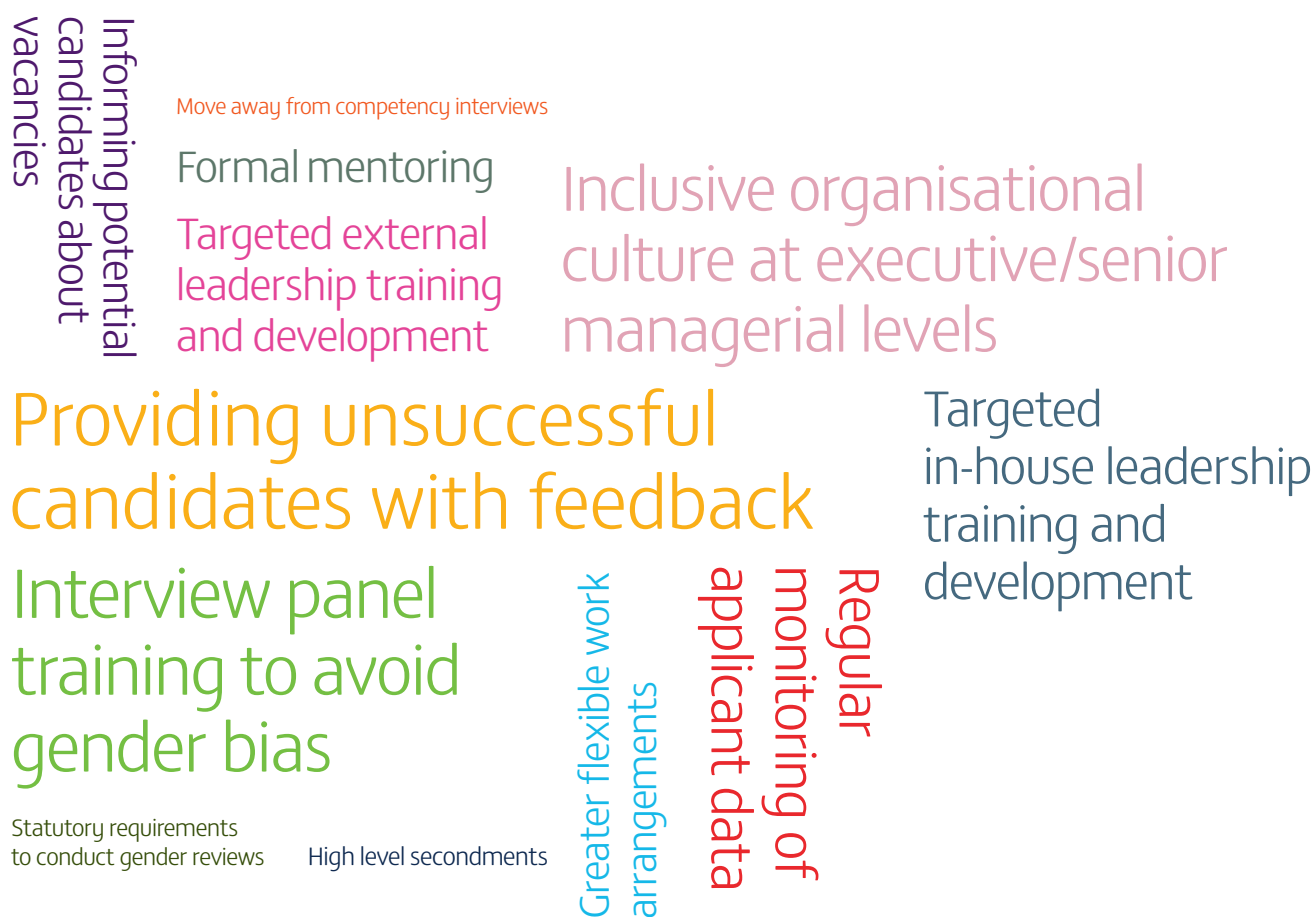 Informing potential
candidates about
vacancies
Move away from competency interviews
Formal mentoring
Targeted external
leadership training
and development
Inclusive organisational
culture at executive/senior
managerial levels
Providing unsuccessful
candidates with feedback
Targeted
in-house leadership
training and
development
Interview panel
training to avoid
gender bias
Greater flexible work
arrangements
Regular
monitoring of
applicant data
Statutory requirements
to conduct gender reviews
High level secondments